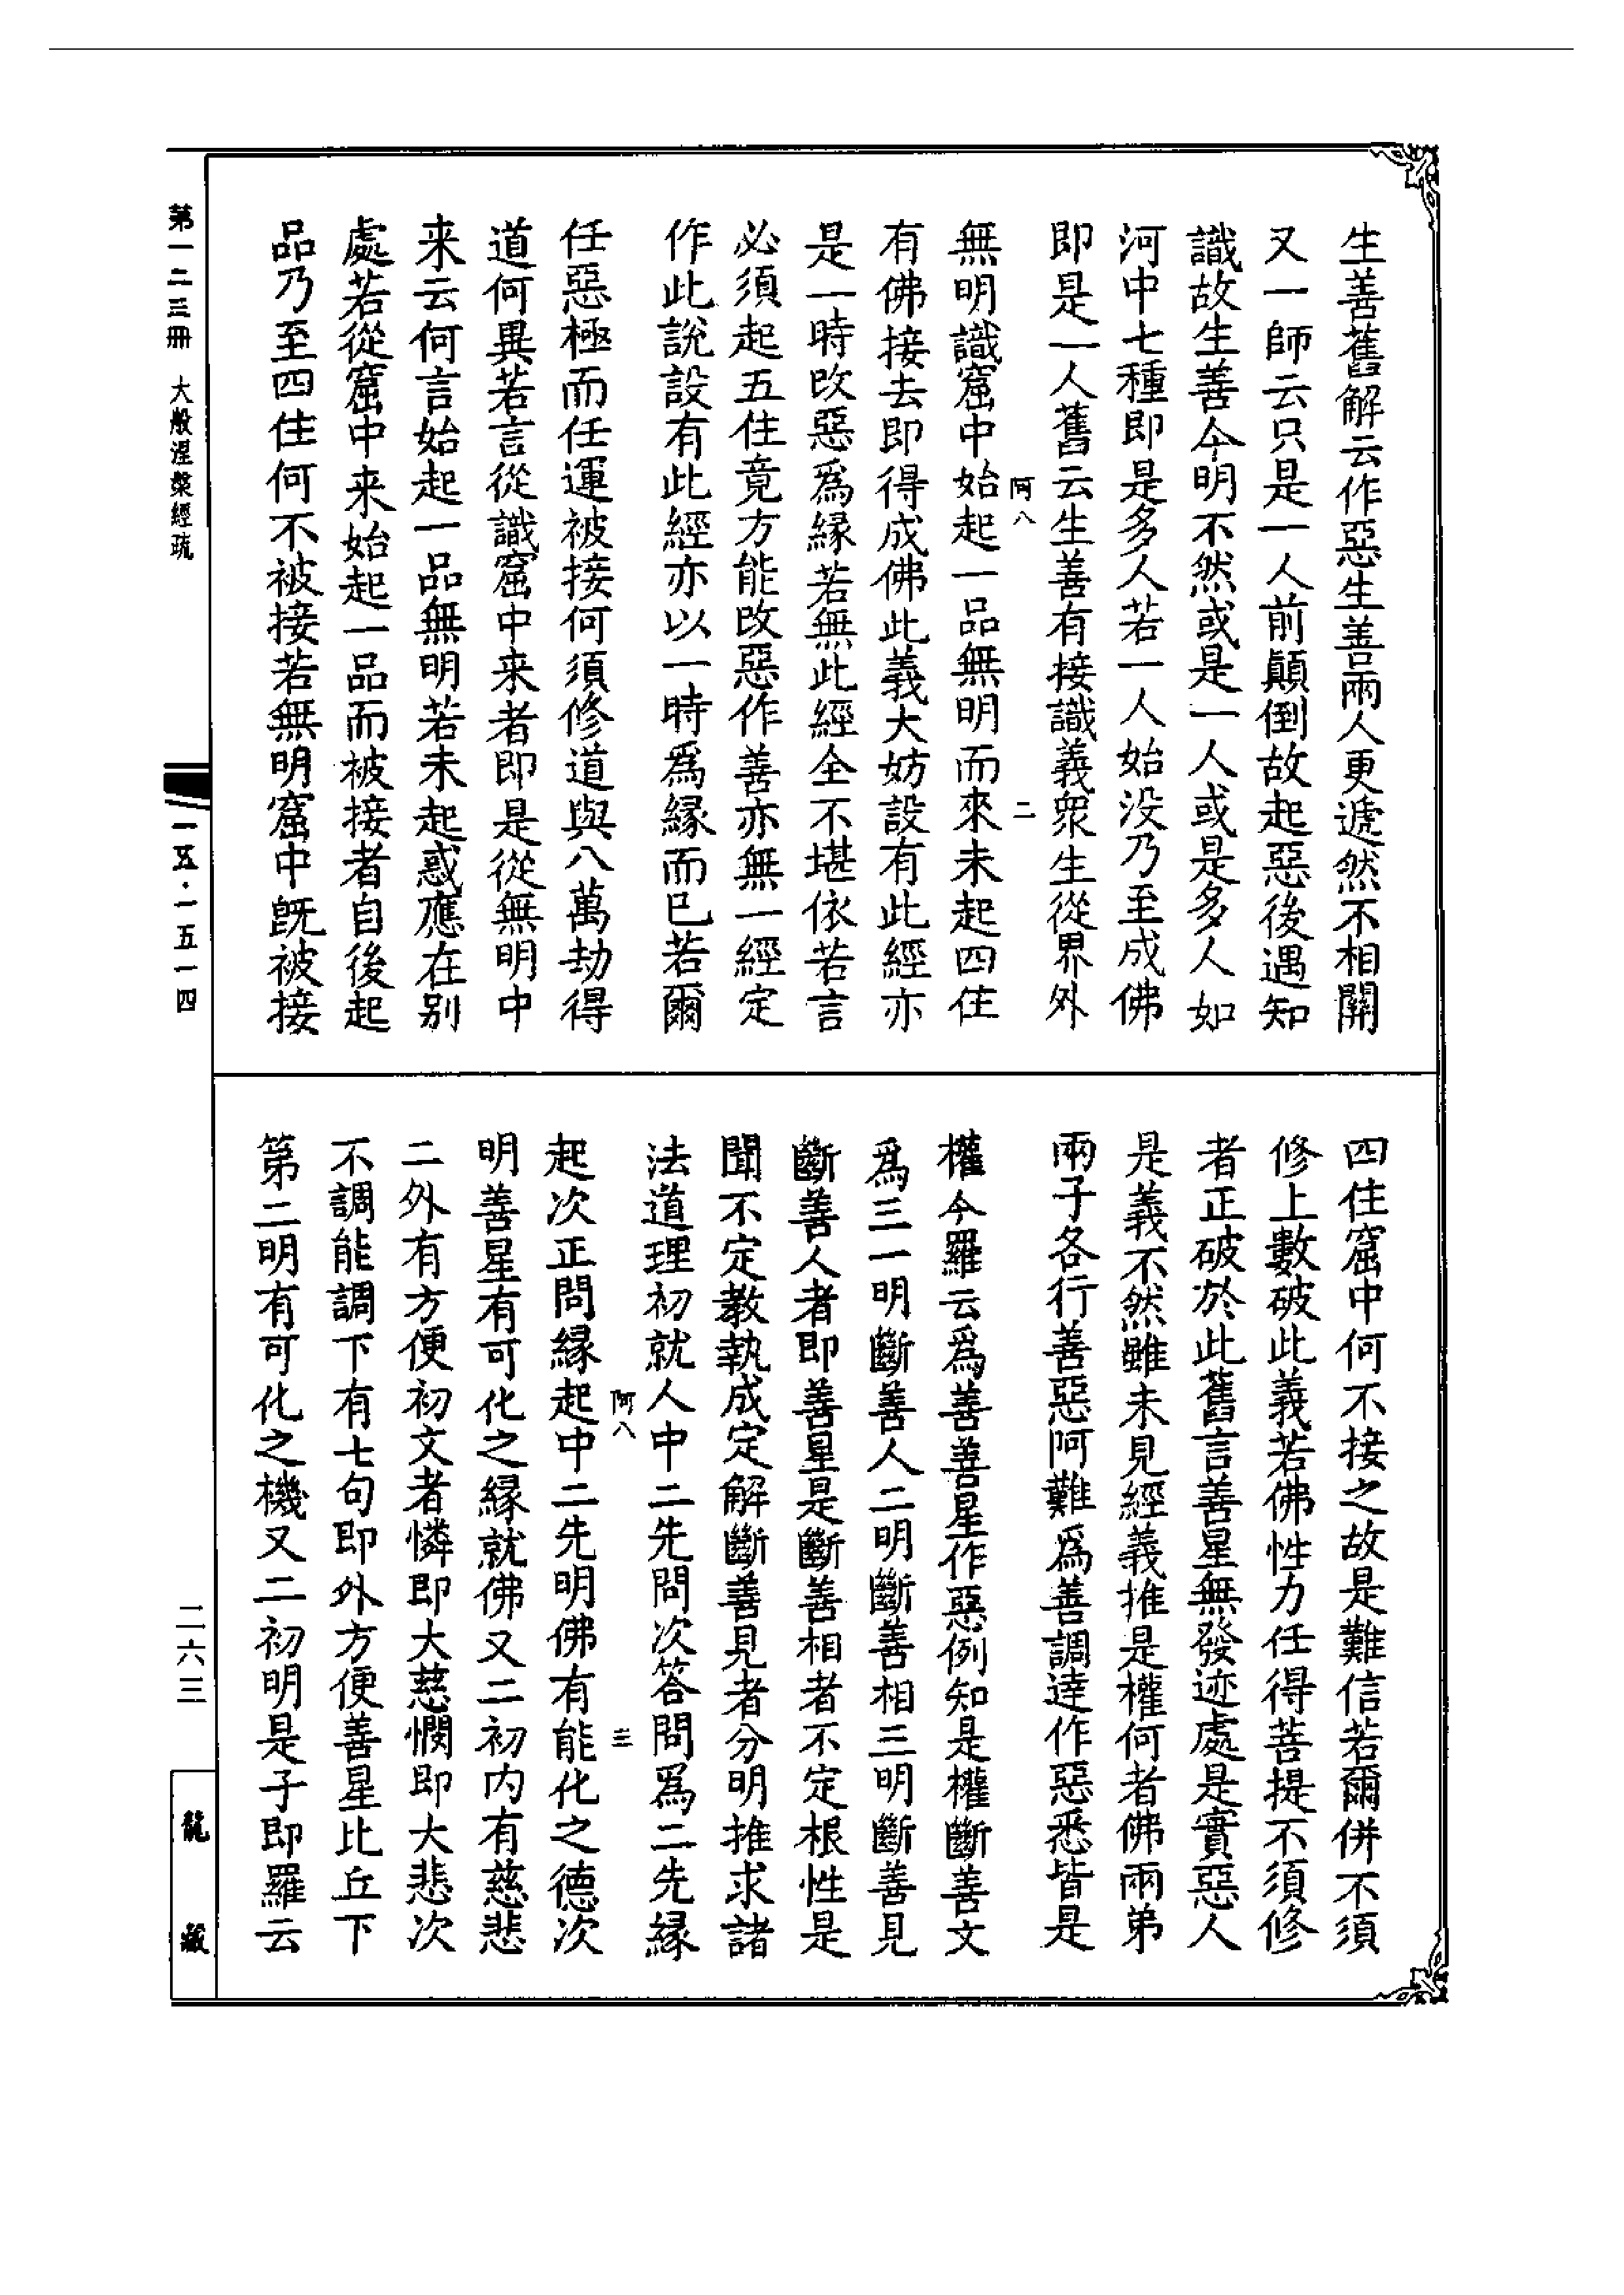 生善舊解云作惡生善兩人更遞然不相關
又一師云只是一人前顛倒故起惡後遇知
識故生善今明不然或是一人或是多人如
河中七種即是多人若一人始没乃至成佛
即是一人舊云生善有接識義衆生從界外
阿八 二
無明識窟中始起一品無明而來未起四住
有佛接去即得成佛此義大妨設有此經亦
是一時改惡爲緣若無此經全不堪依若言
必須起五住竟方能改惡作善亦無一經定
作此說設有此經亦以一時爲緣而已若爾
任惡極而任運被接何須修道與八萬劫得
道何異若言從識窟中来者即是從無明中
来云何言始起一品無明若未起惑應在別
處若從窟中来始起一品而被接者自後起
品乃至四住何不被接若無明窟中既被接
四住窟中何不接之故是難信若爾併不須
修上數破此義若佛性力任得菩提不須修
者正破於此舊言善星無發迹處是實惡人
是義不然雖未見經義推是權何者佛兩弟
兩子各行善惡阿難爲善調達作惡悉皆是
權今羅云爲善善星作惡例知是權斷善文
爲三一明斷善人二明斷善相三明斷善見
斷善人者即善星是斷善相者不定根性是
聞不定教執成定解斷善見者分明推求諸
法道理初就人中二先問次答問爲二先緣
阿八 三
起次正問緣起中二先明佛有能化之德次
明善星有可化之緣就佛又二初内有慈悲
二外有方便初文者憐即大慈憫即大悲次
不調能調下有七句即外方便善星比丘下
第二明有可化之機又二初明是子即羅云
第一二三冊 大般涅槃經疏
一五·一五一四
二六三
龍藏